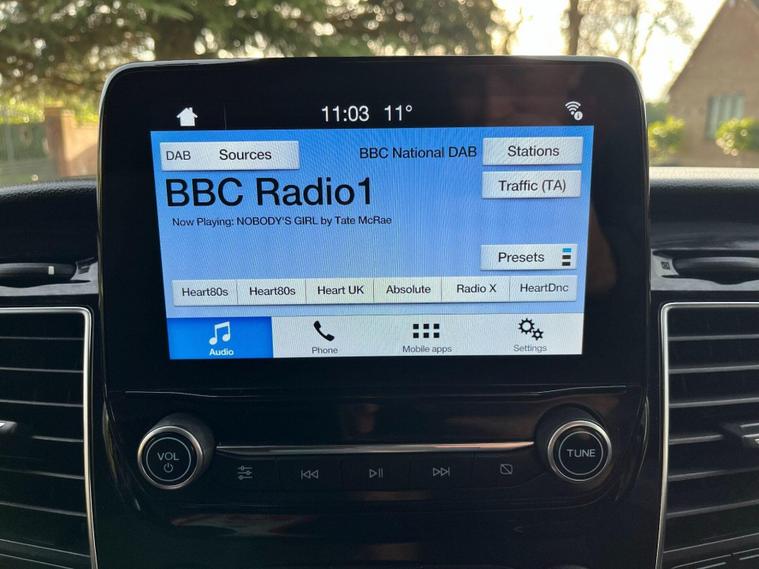 11:03 11°
DAB Sources BBC National DAB Stations
BBC Radio1 Traffic (TA)
Now Playing: NOBODY'S GIRL by Tate McRae
Presets
Heart80s Heart80s Heart UK Absolute Radio X HeartDnc
Audio Phone Mobile apps Settings
VOL TUNE